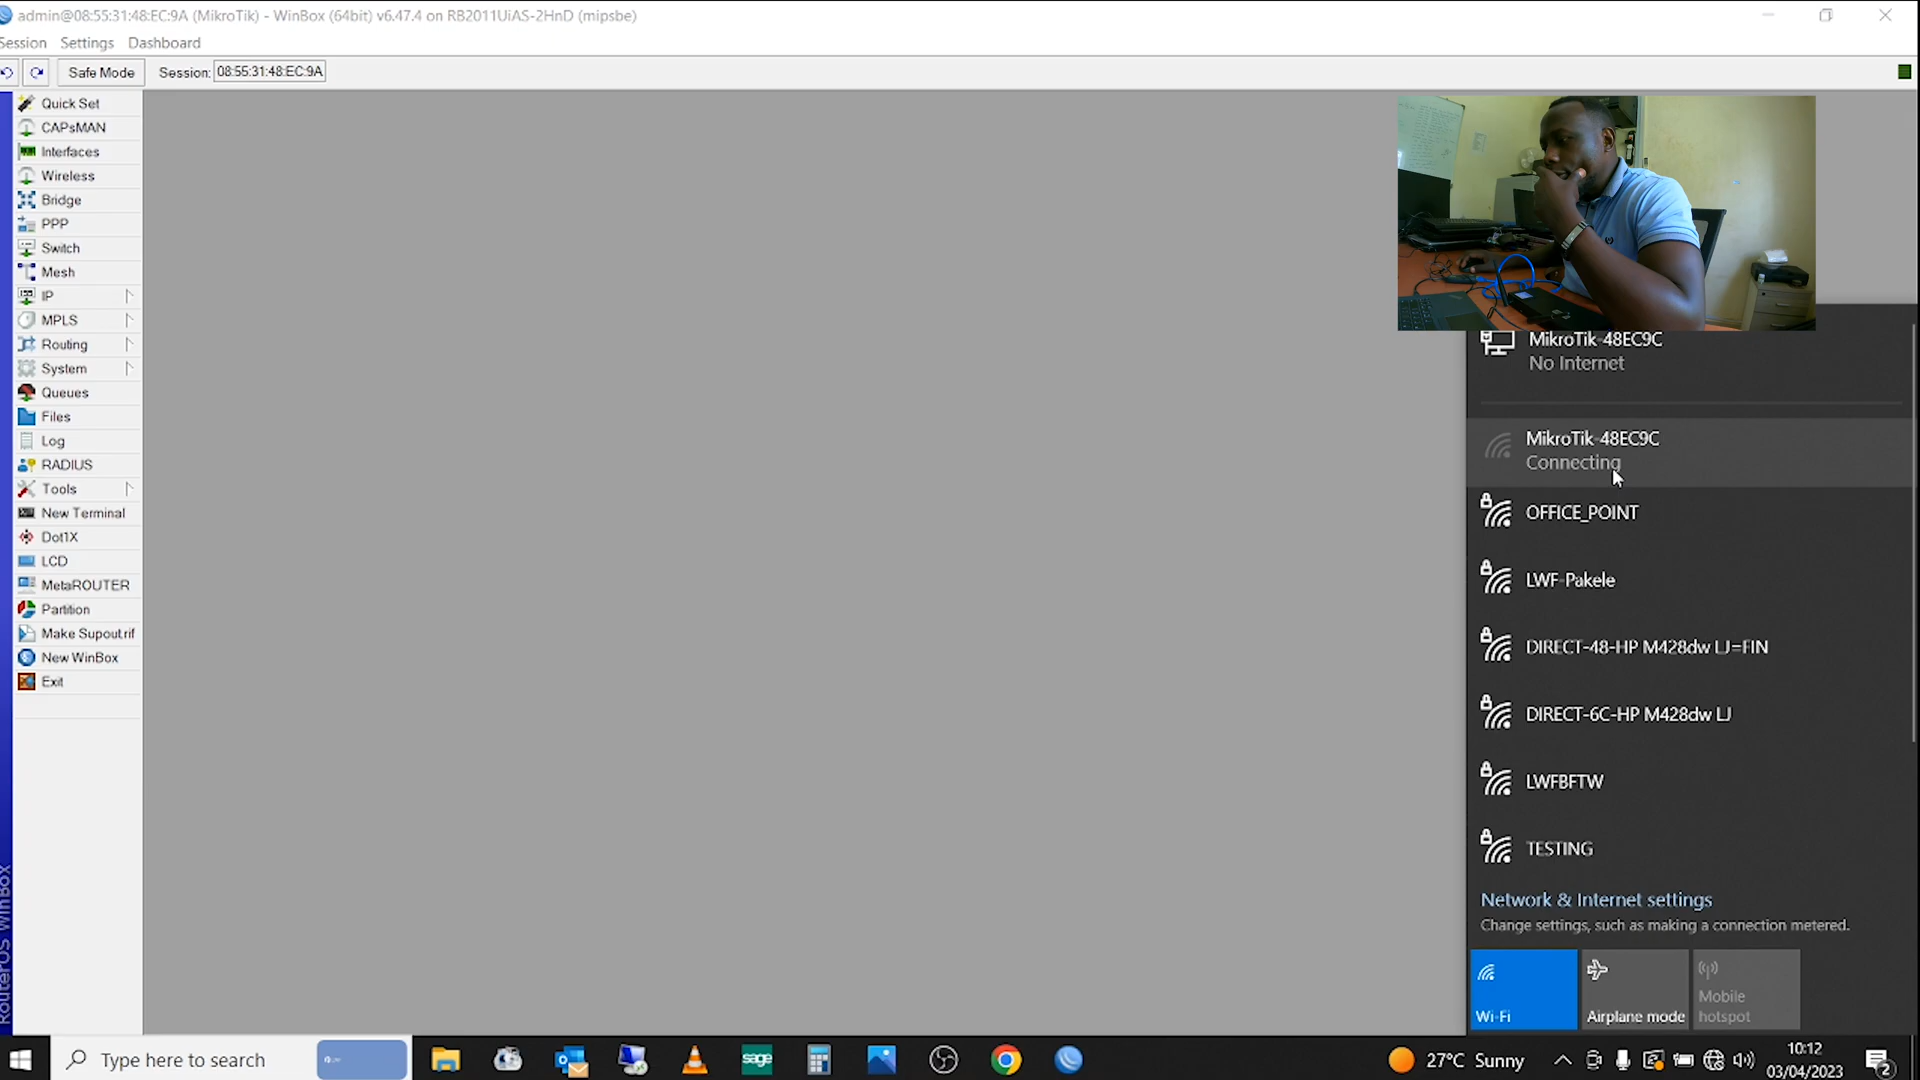 admin@08:55:31:48:EC:9A (MikroTik) - WinBox (64bit) v6.47.4 on RB2011UiAS-2HnD (mipsbe)
Session Settings Dashboard
Safe Mode Session: 08:55:31:48:EC:9A
Quick Set
CAPsMAN
Interfaces
Wireless
Bridge
PPP
Switch
Mesh
IP
MPLS
Routing
System
Queues
Files
Log
RADIUS
Tools
New Terminal
Dot1X
LCD
MetaROUTER
Partition
Make Supout.rif
New WinBox
Exit
RouterOS WinBox
MikroTik-48EC9C
No Internet
MikroTik-48EC9C
Connecting
OFFICE_POINT
LWF-Pakele
DIRECT-48-HP M428dw LJ=FIN
DIRECT-6C-HP M428dw LJ
LWFBFTW
TESTING
Network & Internet settings
Change settings, such as making a connection metered.
Wi-Fi
Airplane mode
Mobile
hotspot
Type here to search
sage
27°C Sunny
10:12
03/04/2023
2